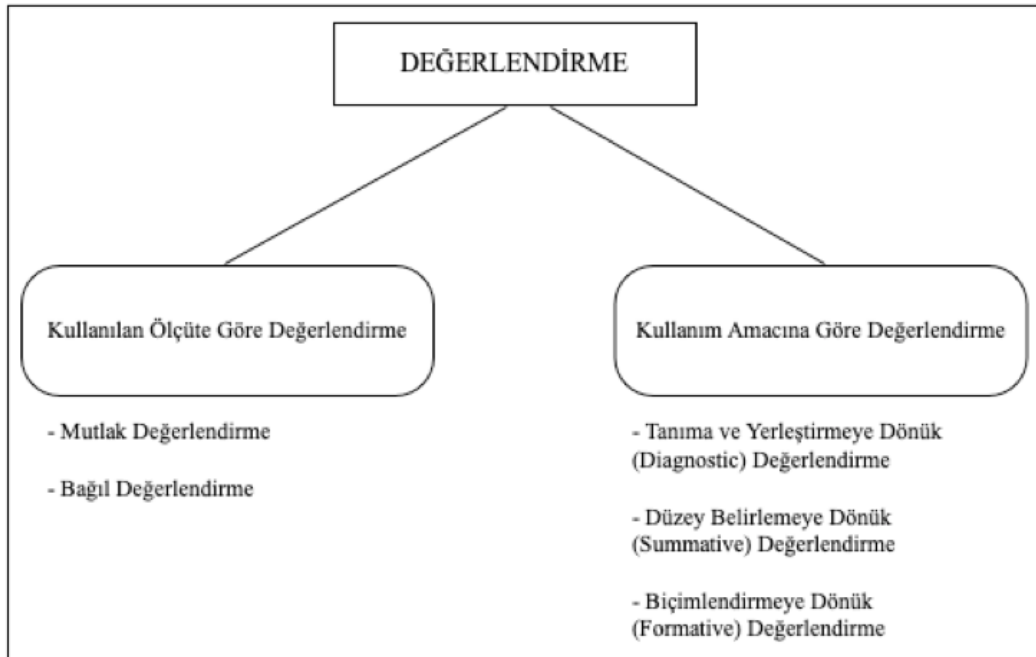 DEĞERLENDİRME
Kullanılan Ölçüte Göre Değerlendirme
- Mutlak Değerlendirme
- Bağıl Değerlendirme
Kullanım Amacına Göre Değerlendirme
- Tanıma ve Yerleştirmeye Dönük
(Diagnostic) Değerlendirme
- Düzey Belirlemeye Dönük
(Summative) Değerlendirme
- Biçimlendirmeye Dönük
(Formative) Değerlendirme